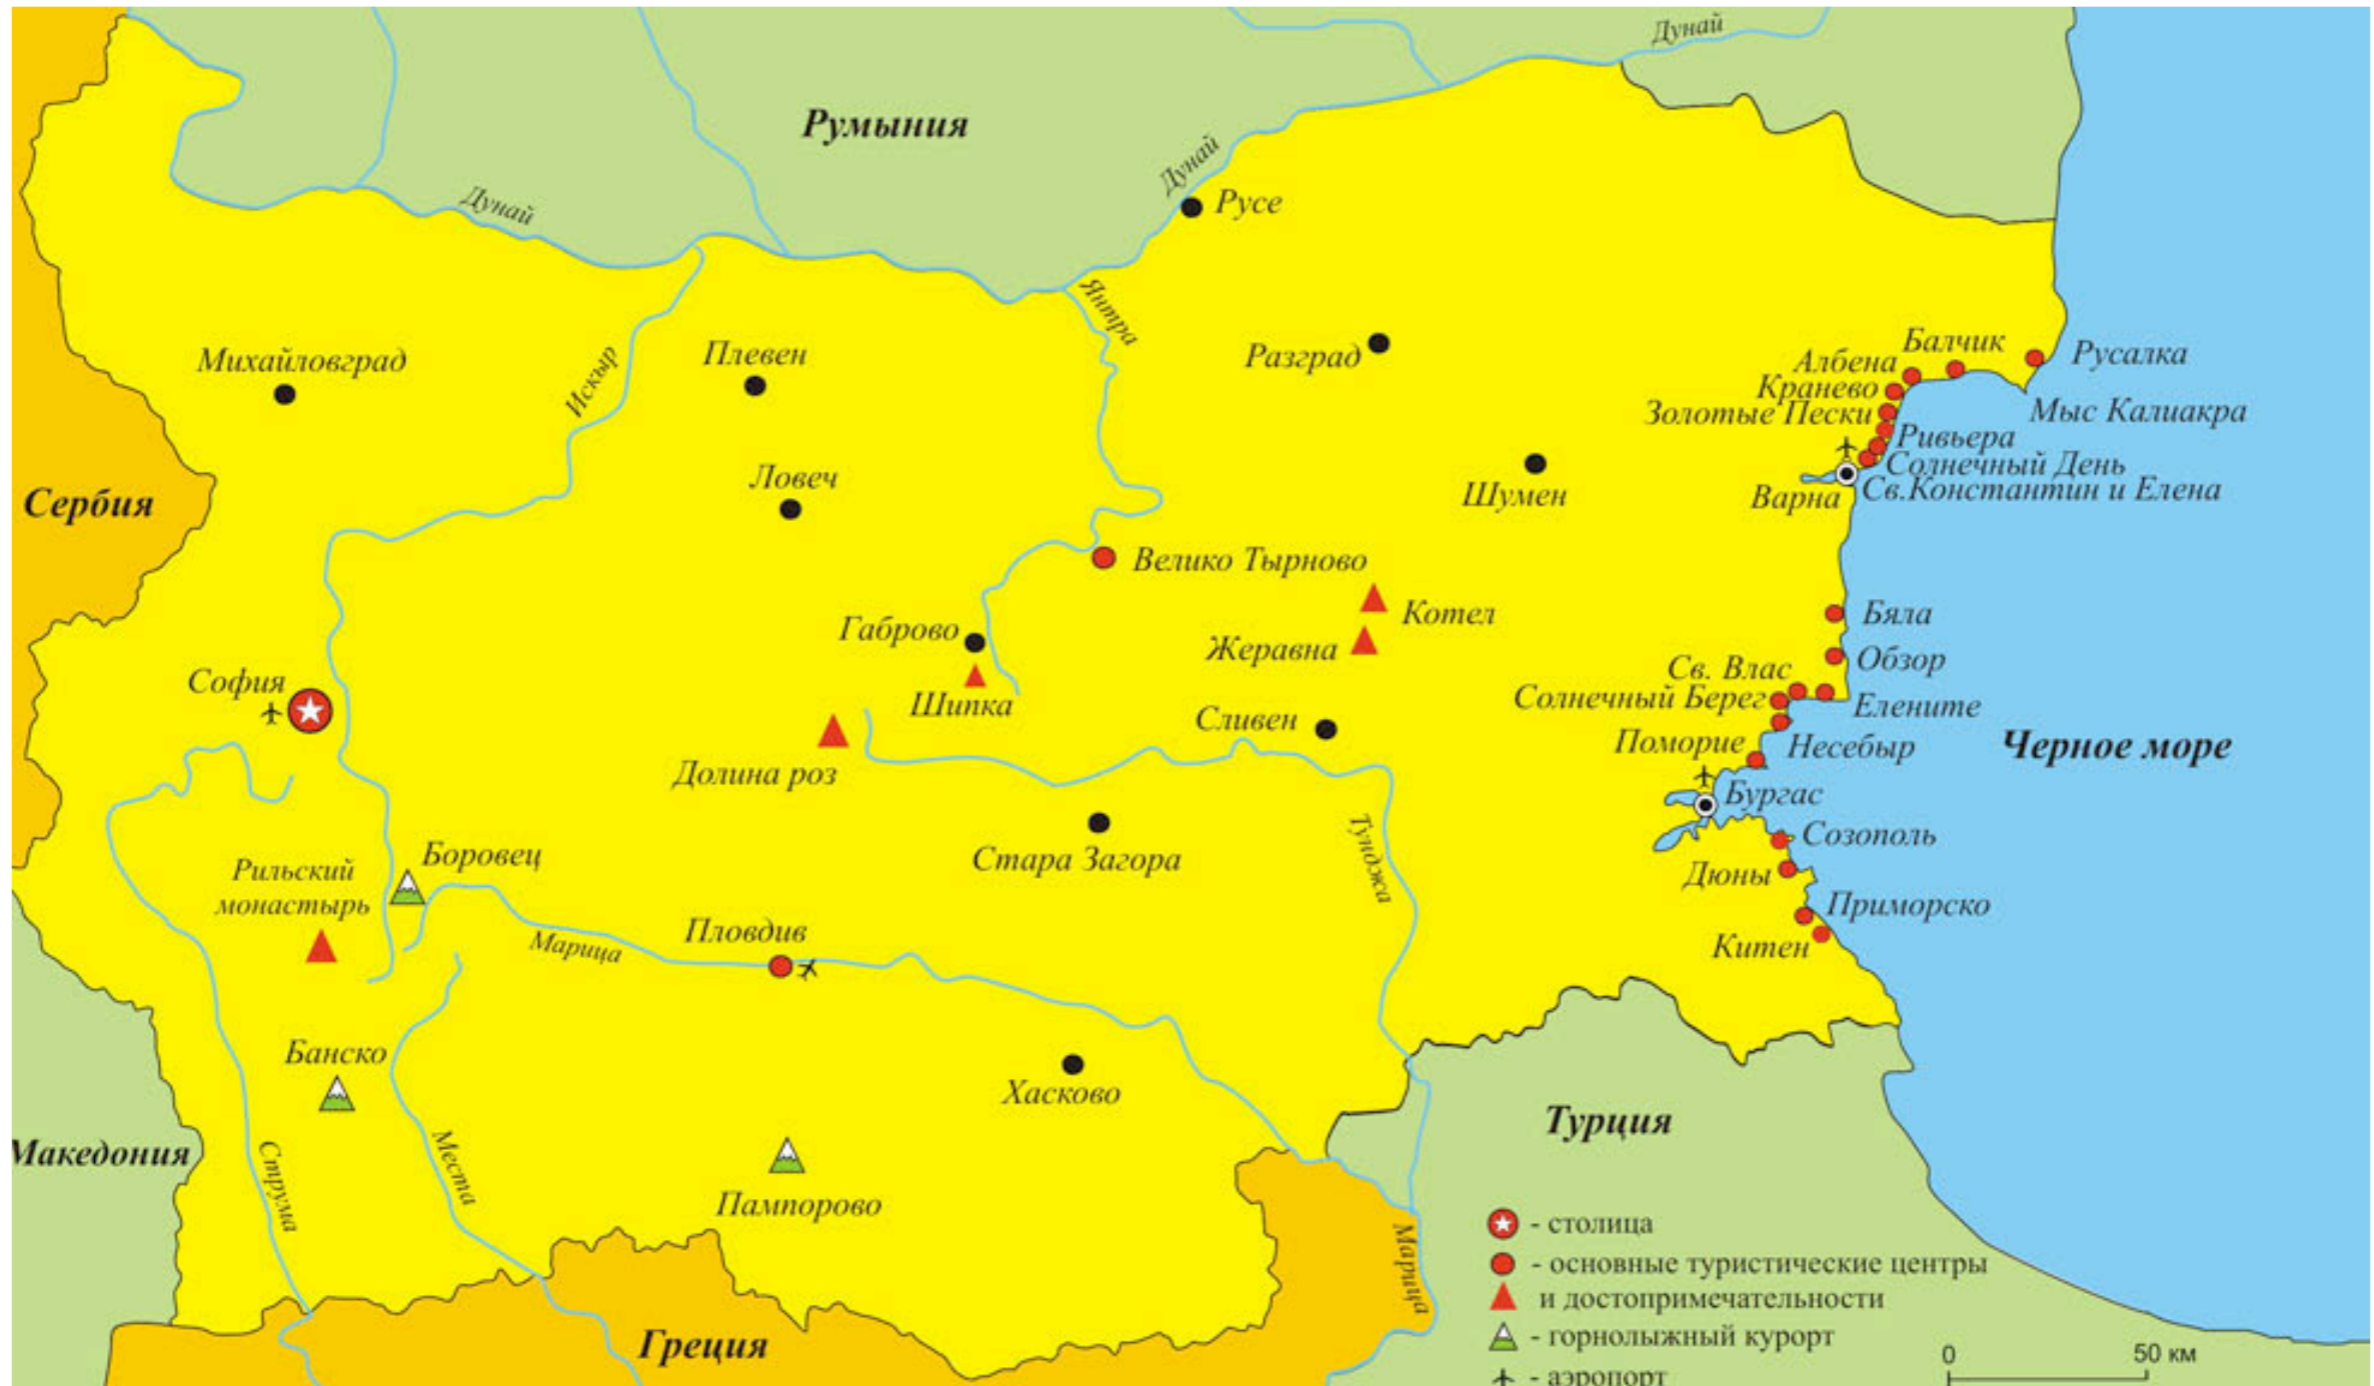 Дунай
Румыния
Дунай
Русе
Дунай
Янтра
Михайловград
Плевен
Искыр
Разград
Балчик
Албена
Русалка
Кранево
Золотые Пески
Мыс Калиакра
Ривьера
Солнечный День
Св.Константин и Елена
Варна
Ловеч
Шумен
Сербия
Велико Тырново
Котел
Жеравна
Габрово
Шипка
Бяла
Обзор
Св. Влас
Солнечный Берег
Елените
София
Сливен
Поморие
Несебыр
Черное море
Долина роз
Бургас
Стара Загора
Тунджа
Созополь
Дюны
Боровец
Рильский
монастырь
Приморско
Китен
Марица
Пловдив
Банско
Хасково
Македония
Струма
Места
Пампорово
Турция
Марица
Греция
- столица
- основные туристические центры
и достопримечательности
- горнолыжный курорт
- аэропорт
0 50 км